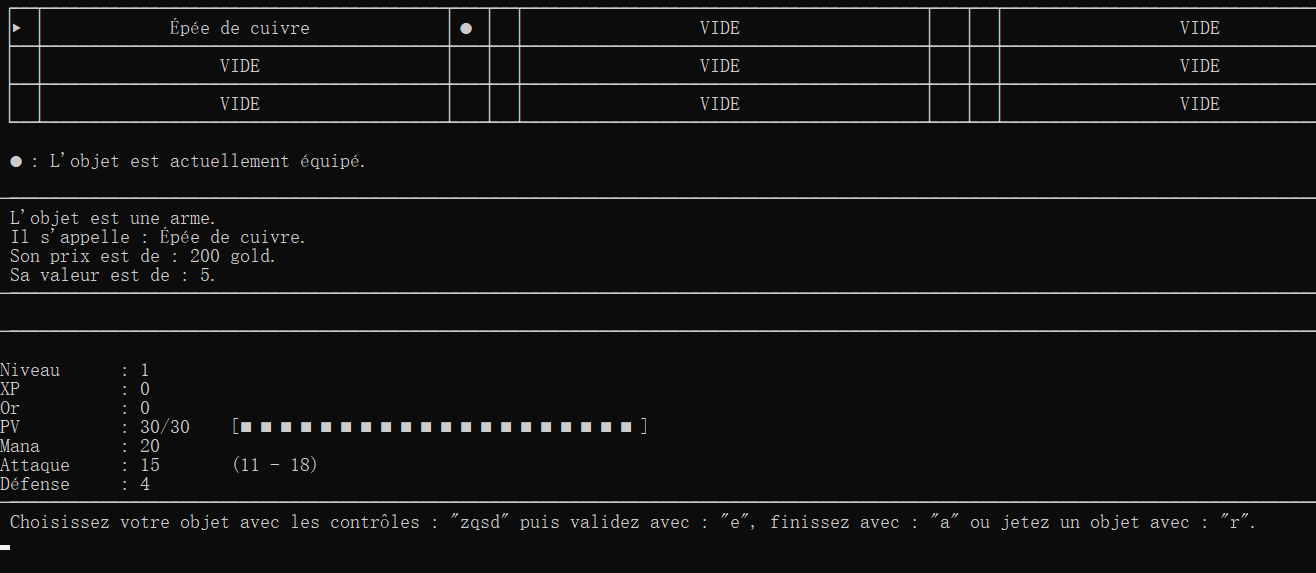 ► Épée de cuivre ● VIDE VIDE
VIDE VIDE VIDE
VIDE VIDE VIDE
● : L'objet est actuellement équipé.
L'objet est une arme.
Il s'appelle : Épée de cuivre.
Son prix est de : 200 gold.
Sa valeur est de : 5.
Niveau : 1
XP : 0
Or : 0
PV : 30/30 [■ ■ ■ ■ ■ ■ ■ ■ ■ ■ ■ ■ ■ ■ ■ ■ ■ ■ ■ ■ ]
Mana : 20
Attaque : 15 (11 - 18)
Défense : 4
Choisissez votre objet avec les contrôles : "zqsd" puis validez avec : "e", finissez avec : "a" ou jetez un objet avec : "r".